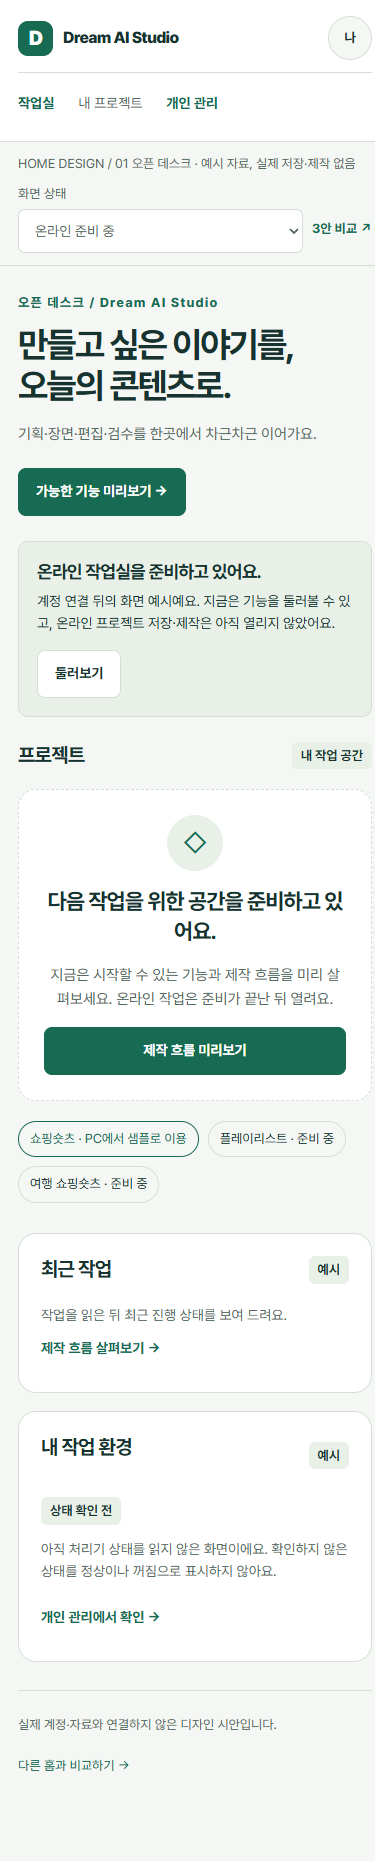 D Dream AI Studio 나
작업실 내 프로젝트 개인 관리
HOME DESIGN / 01 오픈 데스크 · 예시 자료, 실제 저장·제작 없음
화면 상태
온라인 준비 중 3안 비교 ↗
오픈 데스크 / Dream AI Studio
만들고 싶은 이야기를,
오늘의 콘텐츠로.
기획·장면·편집·검수를 한곳에서 차근차근 이어가요.
가능한 기능 미리보기 →
온라인 작업실을 준비하고 있어요.
계정 연결 뒤의 화면 예시예요. 지금은 기능을 둘러볼 수 있
고, 온라인 프로젝트 저장·제작은 아직 열리지 않았어요.
둘러보기
프로젝트 내 작업 공간
다음 작업을 위한 공간을 준비하고 있
어요.
지금은 시작할 수 있는 기능과 제작 흐름을 미리 살
펴보세요. 온라인 작업은 준비가 끝난 뒤 열려요.
제작 흐름 미리보기
쇼핑숏츠 · PC에서 샘플로 이용 플레이리스트 · 준비 중
여행 쇼핑숏츠 · 준비 중
최근 작업 예시
작업을 읽은 뒤 최근 진행 상태를 보여 드려요.
제작 흐름 살펴보기 →
내 작업 환경 예시
상태 확인 전
아직 처리기 상태를 읽지 않은 화면이에요. 확인하지 않은
상태를 정상이나 꺼짐으로 표시하지 않아요.
개인 관리에서 확인 →
실제 계정·자료와 연결하지 않은 디자인 시안입니다.
다른 홈과 비교하기 →